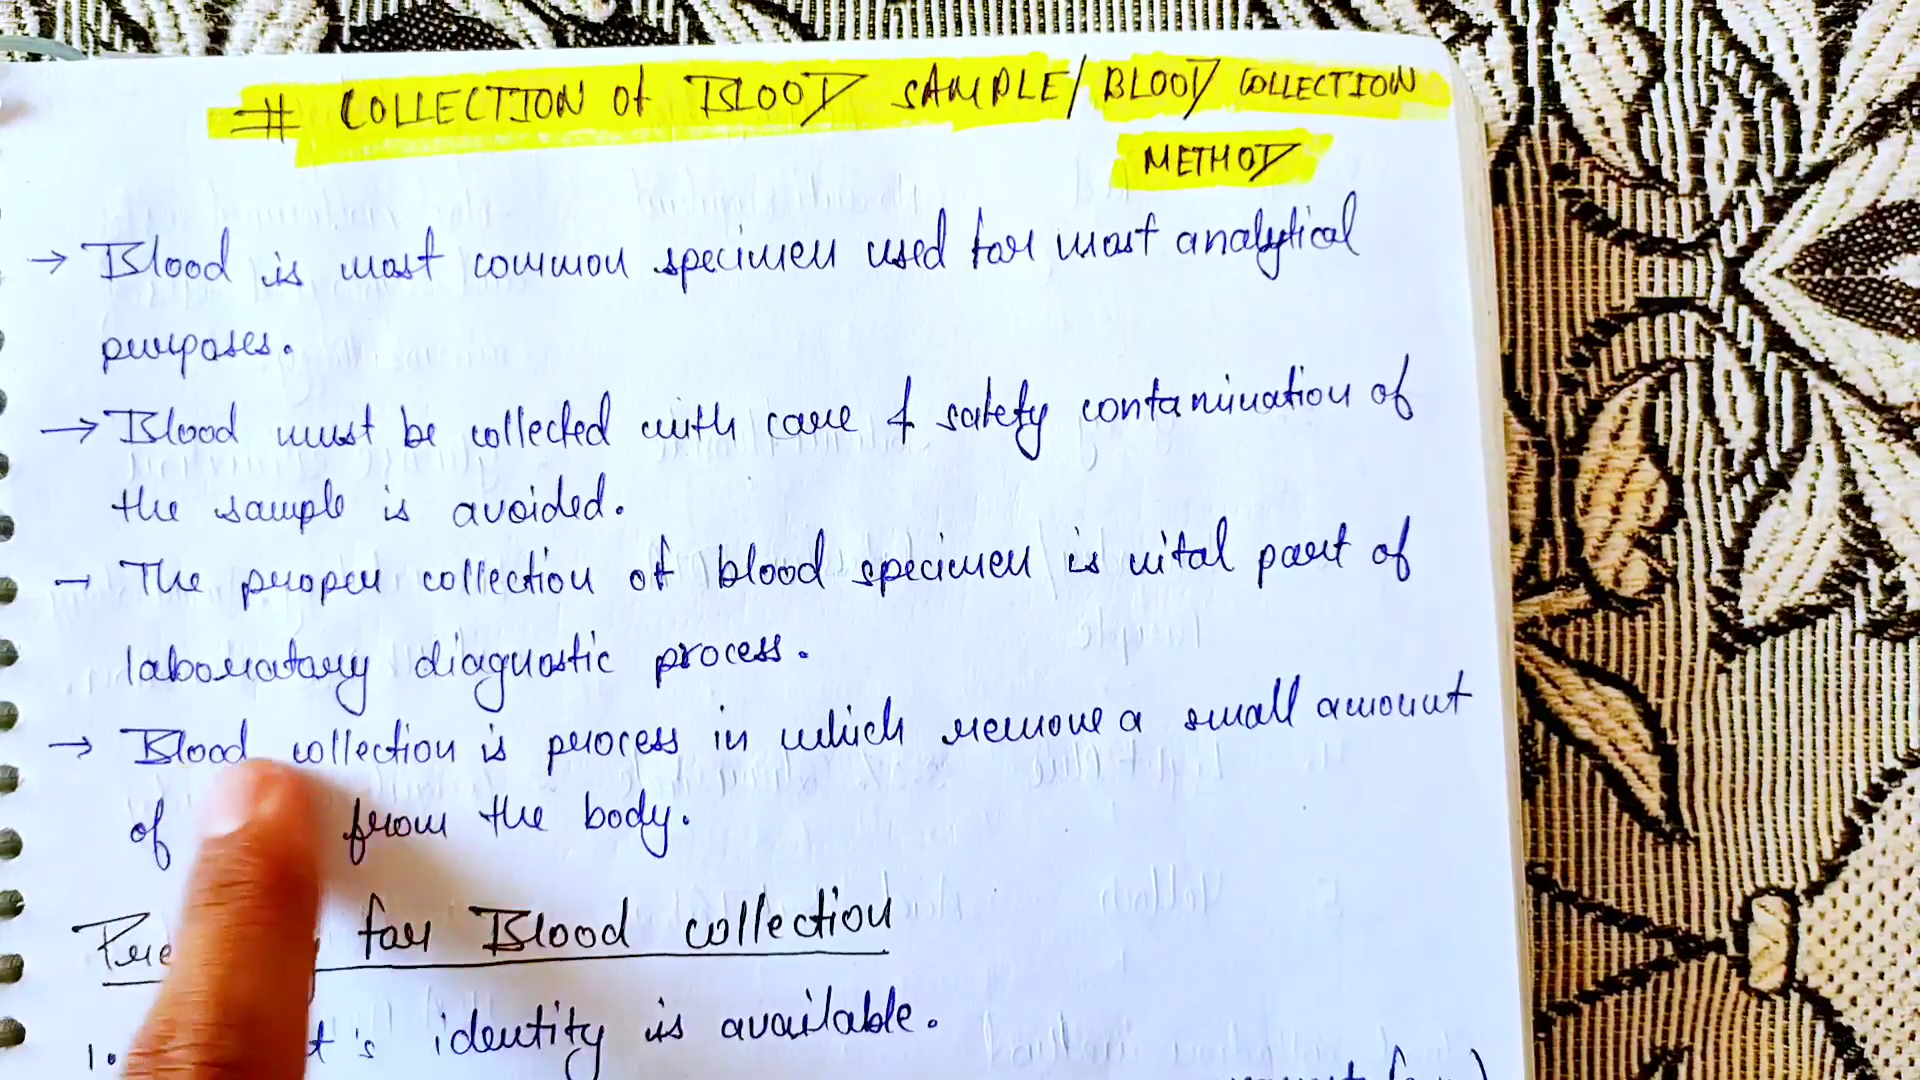 # COLLECTION Of BLOOD SAMPLE/BLOOD COLLECTION
METHOD
→ Blood is most common specimen used for most analytical
purposes.
→ Blood must be collected with care & safety contamination of
the sample is avoided.
→ The proper collection of blood specimen is vital part of
laboratory diagnostic process.
→ Blood collection is process in which remove a small amount
of from the body.
for Blood collection
1. identity is available.